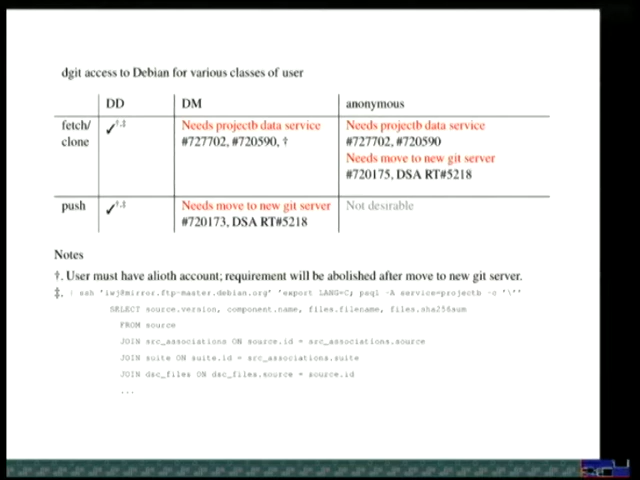 dgit access to Debian for various classes of user
DD DM anonymous
fetch/ ✓†,‡ Needs projectb data service Needs projectb data service
clone #727702, #720590, † #727702, #720590
Needs move to new git server
#720175, DSA RT#5218
push ✓†,‡ Needs move to new git server Not desirable
#720173, DSA RT#5218
Notes
†. User must have alioth account; requirement will be abolished after move to new git server.
‡. | ssh 'iwj@mirror.ftp-master.debian.org' 'export LANG=C; psql -A service=projectb -c '\''
SELECT source.version, component.name, files.filename, files.sha256sum
FROM source
JOIN src_associations ON source.id = src_associations.source
JOIN suite ON suite.id = src_associations.suite
JOIN dsc_files ON dsc_files.source = source.id
...